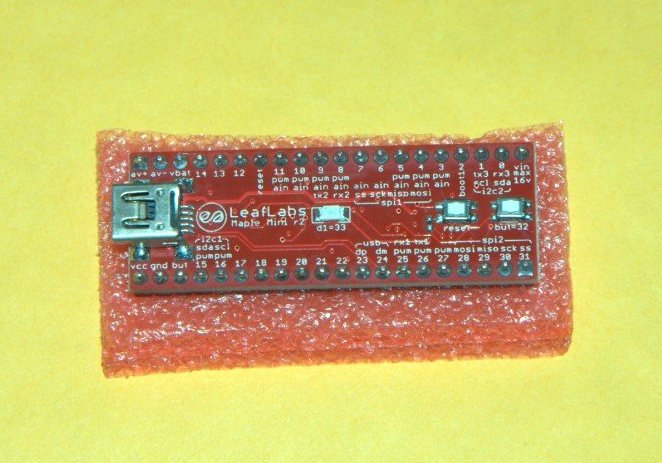 av+ av- vbat 14 13 12 reset 11 10 9 8 7 6 5 4 3 2 1 0 vin
pwm pwm pwm pwm pwm pwm pwm boot1 tx3 rx3 max
ain ain ain ain ain ain ain ain ain scl sda 16v
tx2 rx2 ss sck miso mosi i2c2
spi1
LeafLabs
Maple Mini r2
d1=33
reset
but=32
i2c1
sda scl
pwm pwm
usb rx1 tx1 spi2
dp dm pwm pwm pwm mosi miso sck ss
vcc gnd but 15 16 17 18 19 20 21 22 23 24 25 26 27 28 29 30 31